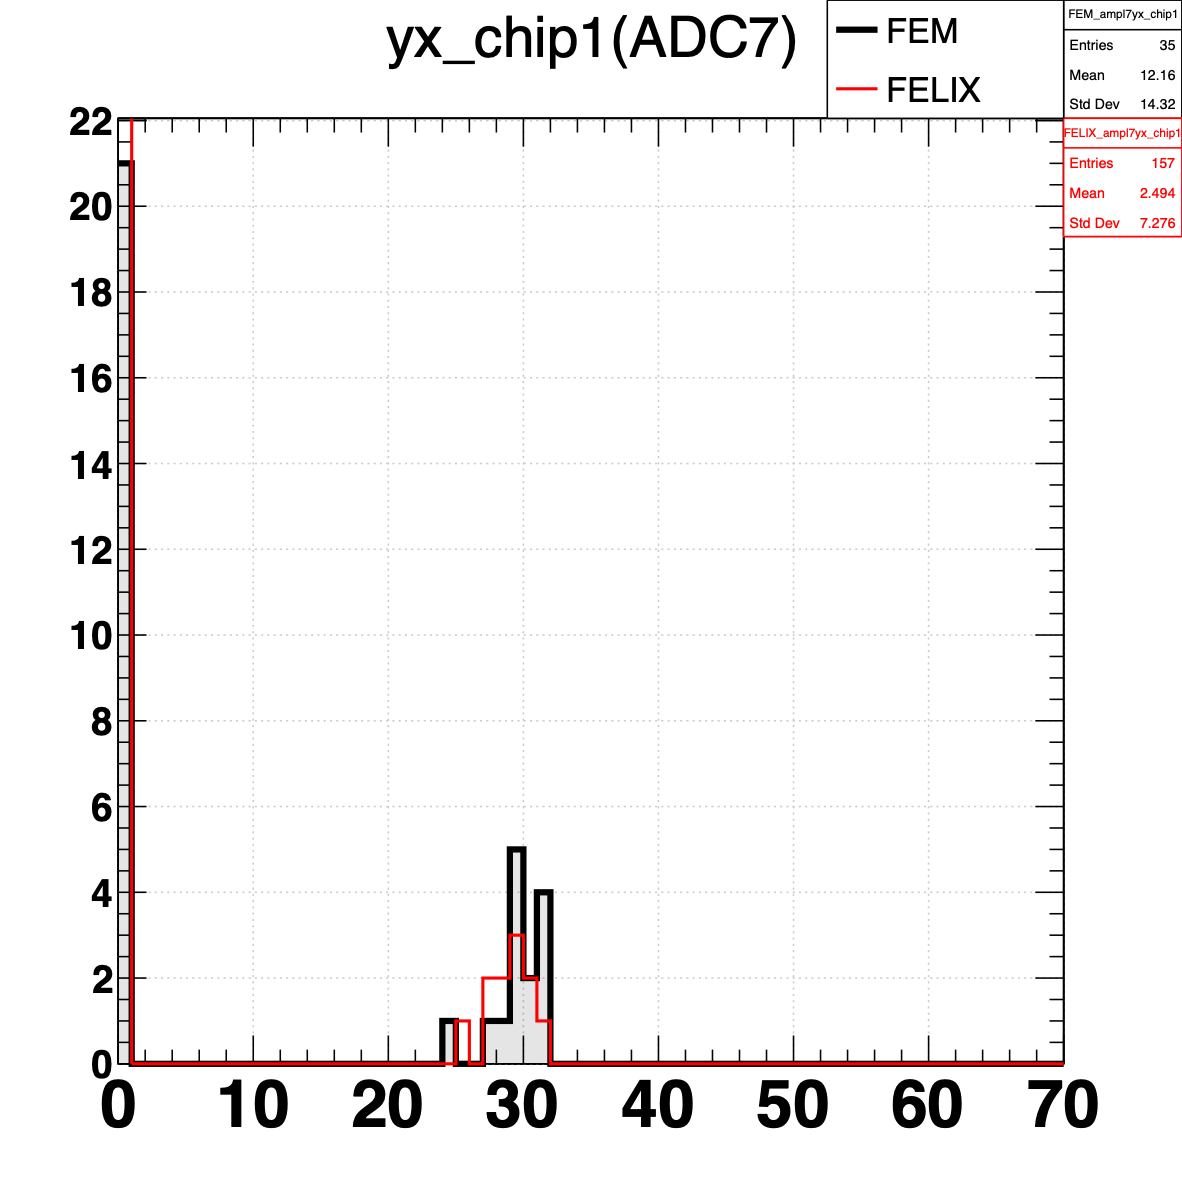 yx_chip1(ADC7)
FEM
FELIX
FEM_ampl7yx_chip1
Entries 35
Mean 12.16
Std Dev 14.32
FELIX_ampl7yx_chip1
Entries 157
Mean 2.494
Std Dev 7.276
22
20
18
16
14
12
10
8
6
4
2
0
0 10 20 30 40 50 60 70